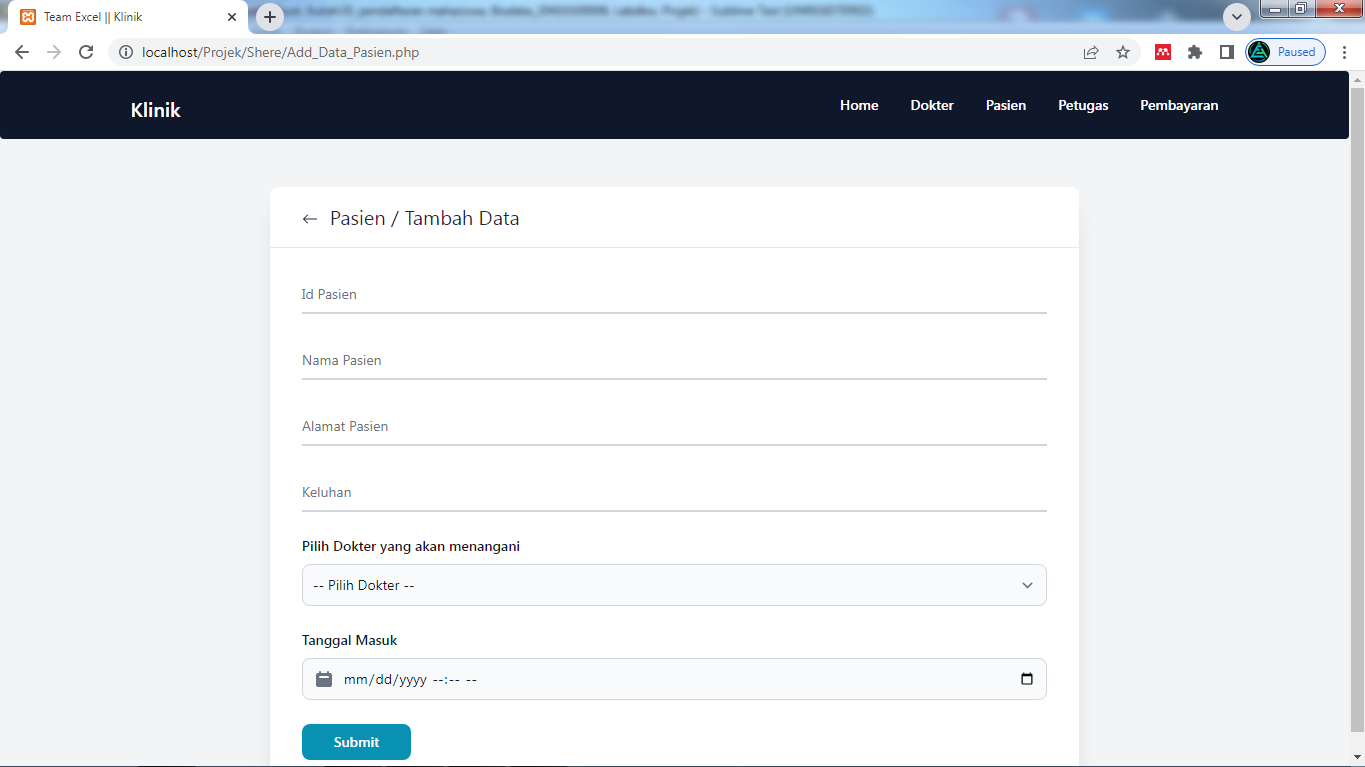 Team Excel || Klinik
localhost/Projek/Shere/Add_Data_Pasien.php
Paused
Klinik
Home Dokter Pasien Petugas Pembayaran
← Pasien / Tambah Data
Id Pasien
Nama Pasien
Alamat Pasien
Keluhan
Pilih Dokter yang akan menangani
-- Pilih Dokter --
Tanggal Masuk
mm/dd/yyyy --:-- --
Submit